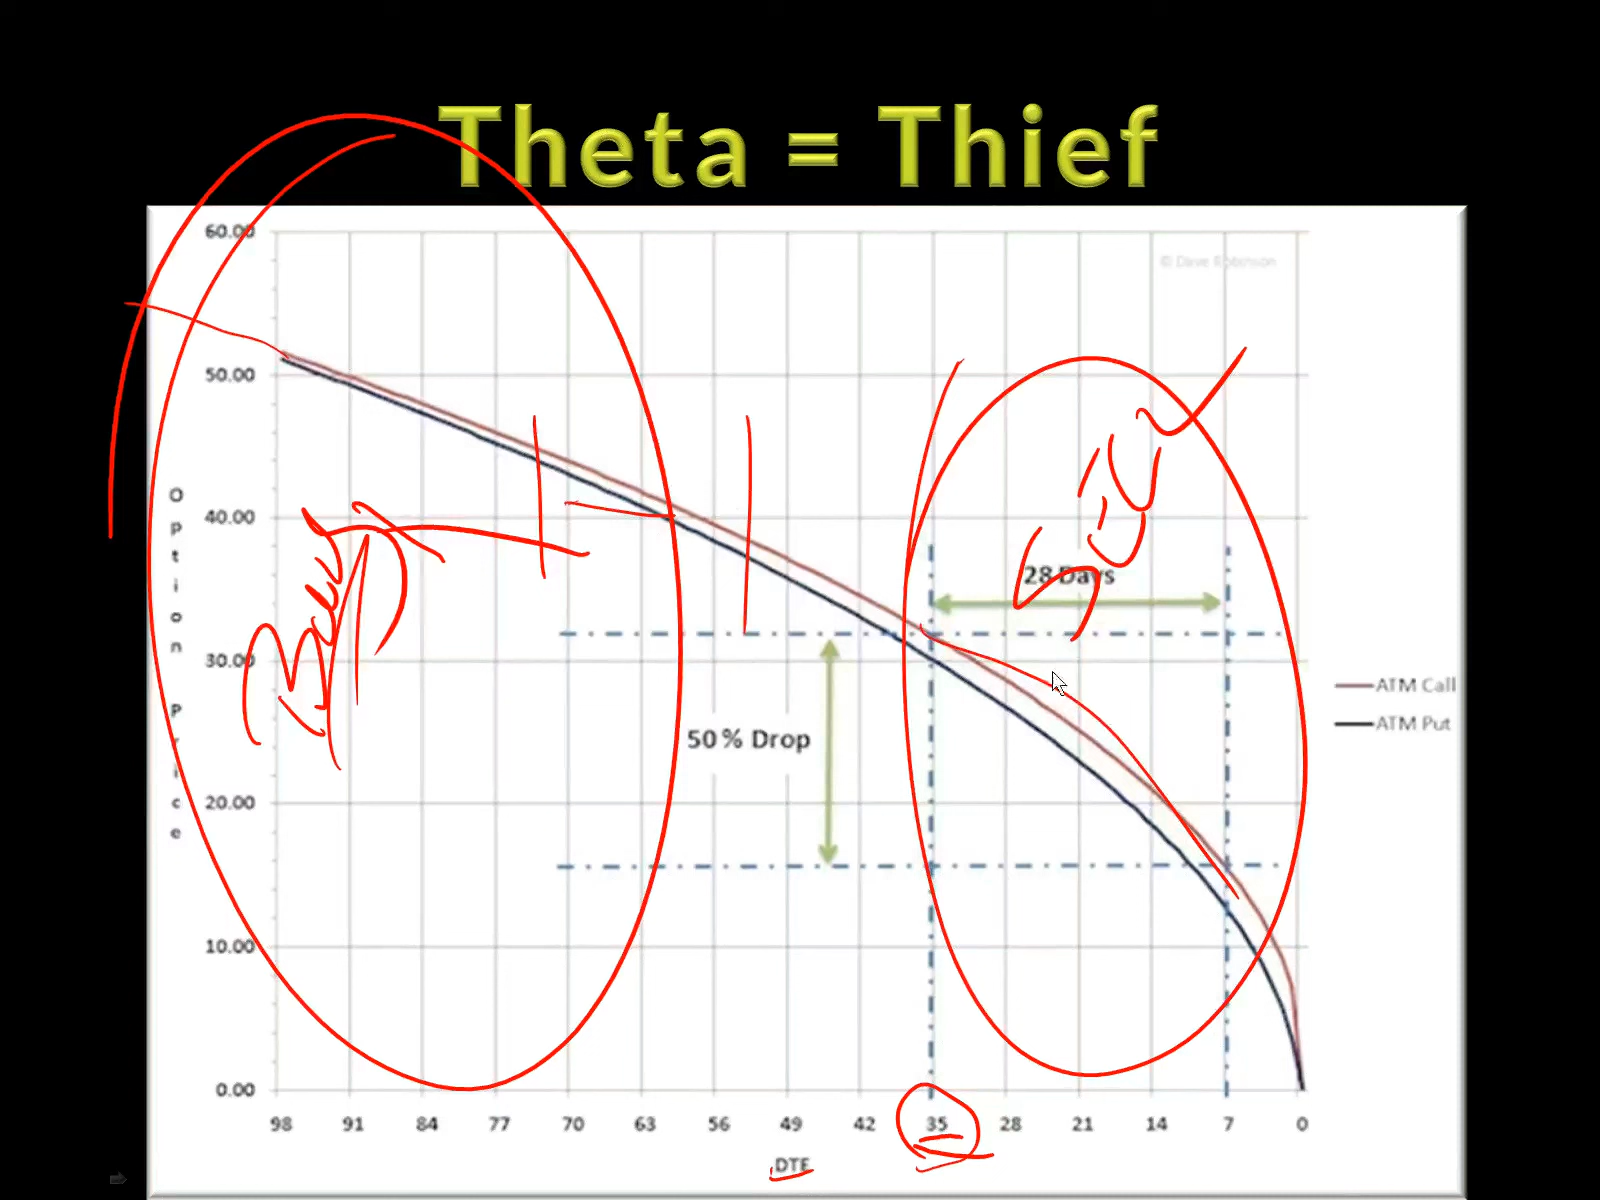 Theta = Thief
© Dave Robinson
60.00
50.00
40.00
30.00
20.00
10.00
0.00
Option Price
Buy
Sell
28 Days
50% Drop
ATM Call
ATM Put
98 91 84 77 70 63 56 49 42 35 28 21 14 7 0
DTE